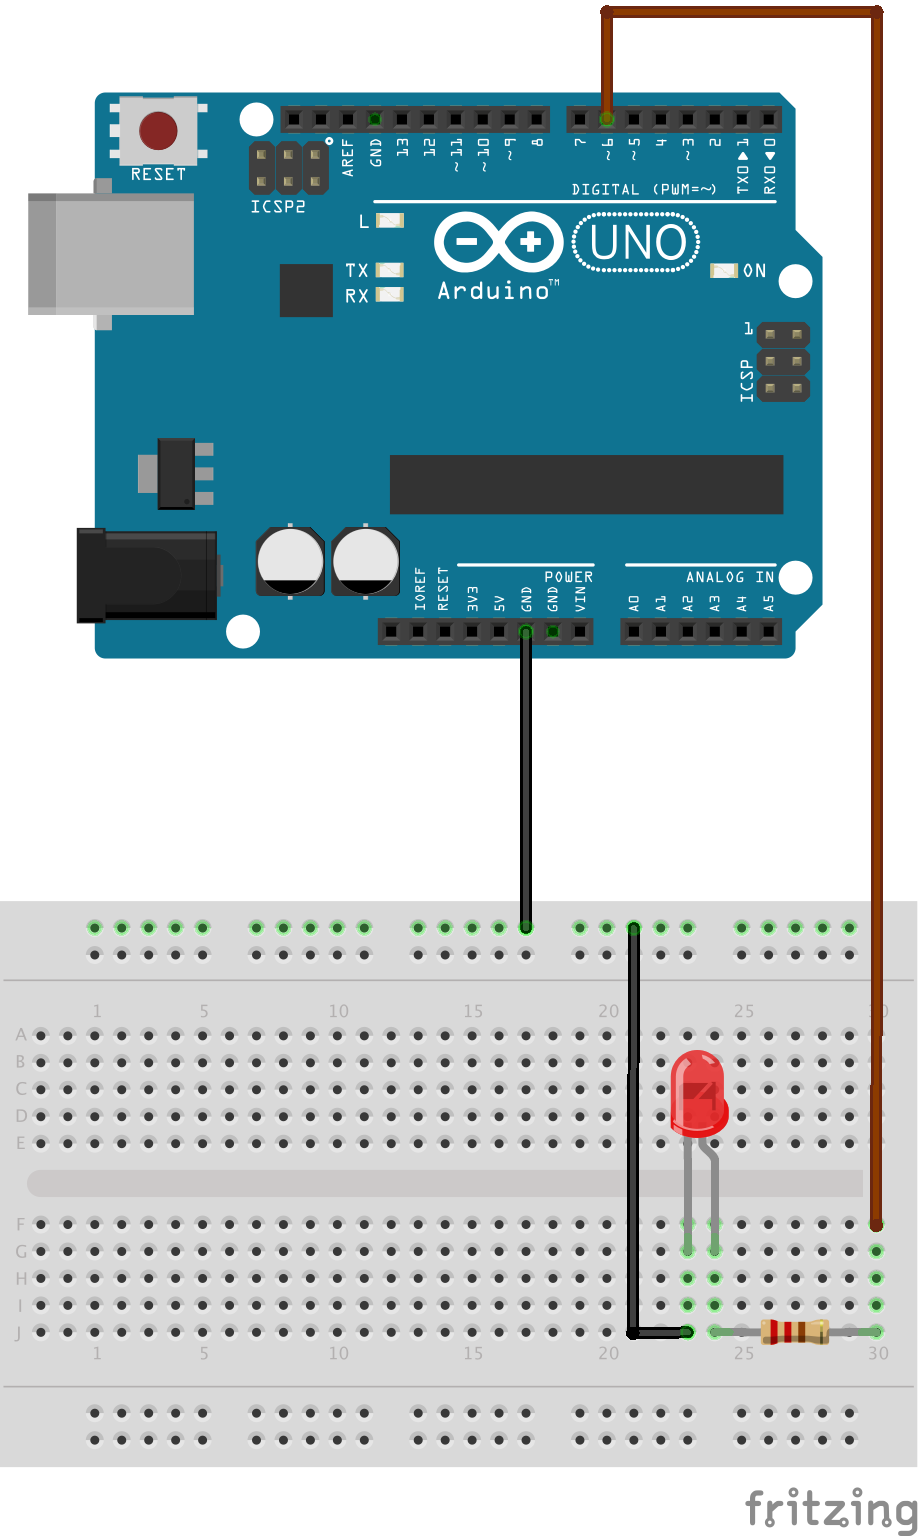 RESET
ICSP2
AREF
GND
13
12
~11
~10
~9
8
7
~6
~5
4
~3
2
TX0▶1
RX0◀0
DIGITAL (PWM=~)
L
TX
RX
UNO
Arduino™
ON
1
ICSP
POWER
ANALOG IN
IOREF
RESET
3V3
5V
GND
GND
VIN
A0
A1
A2
A3
A4
A5
1 5 10 15 20 25 30
A
B
C
D
E
F
G
H
I
J
1 5 10 15 20 25 30
fritzing